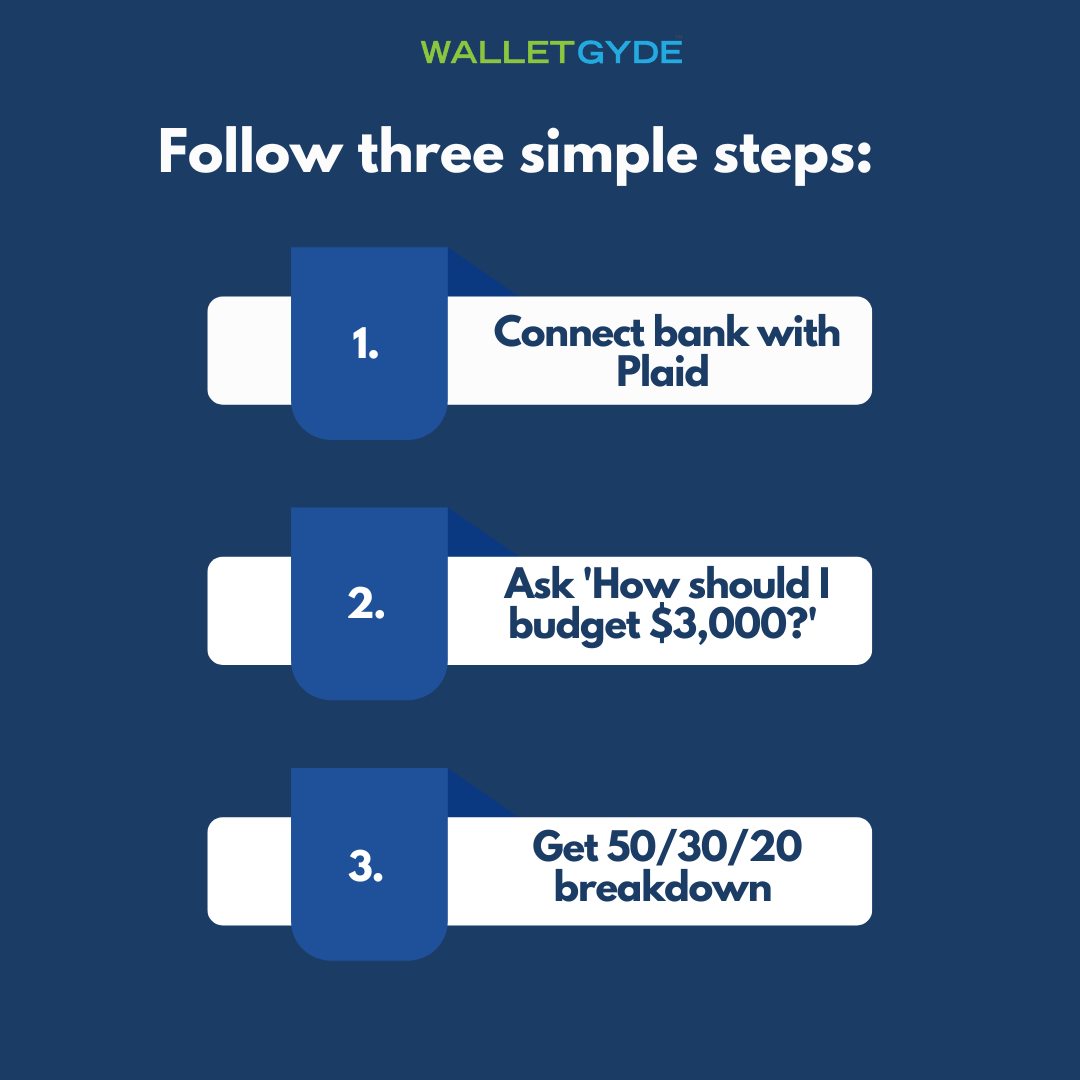 WALLETGYDE
Follow three simple steps:
1.
Connect bank with
Plaid
2.
Ask 'How should I
budget $3,000?'
3.
Get 50/30/20
breakdown